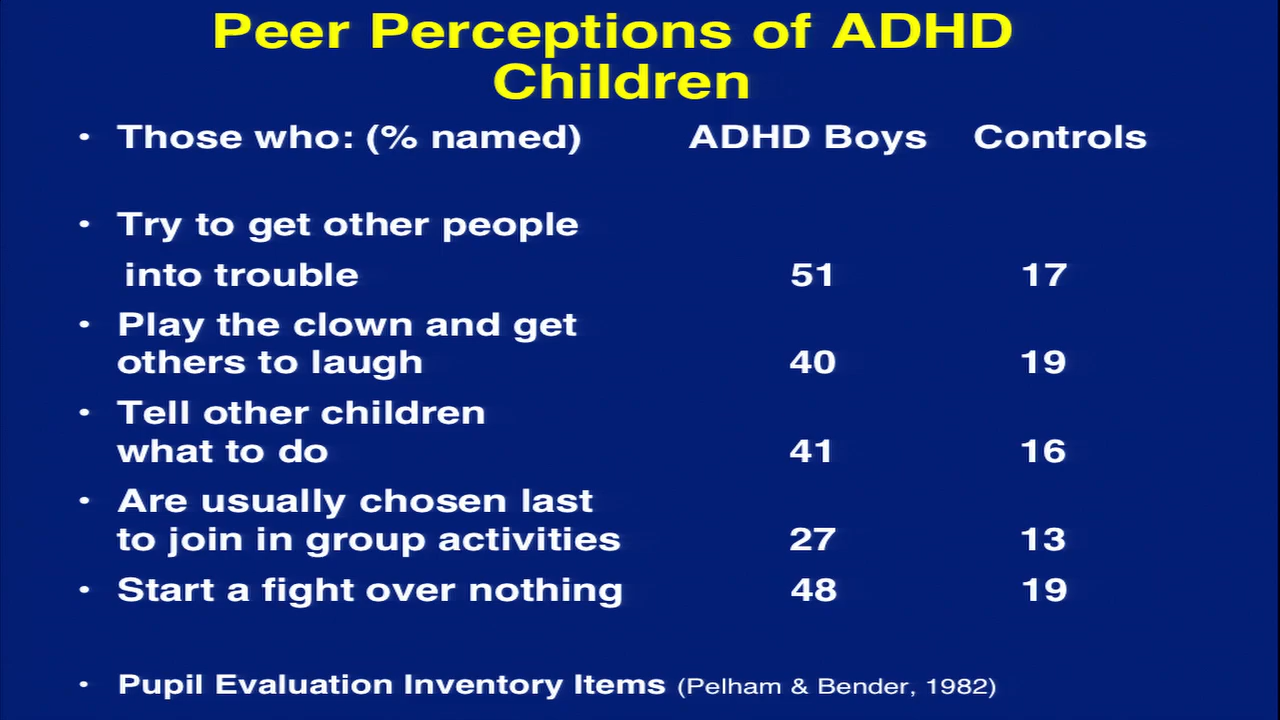 Peer Perceptions of ADHD
Children
• Those who: (% named) ADHD Boys Controls
• Try to get other people
into trouble 51 17
• Play the clown and get
others to laugh 40 19
• Tell other children
what to do 41 16
• Are usually chosen last
to join in group activities 27 13
• Start a fight over nothing 48 19
• Pupil Evaluation Inventory Items (Pelham & Bender, 1982)